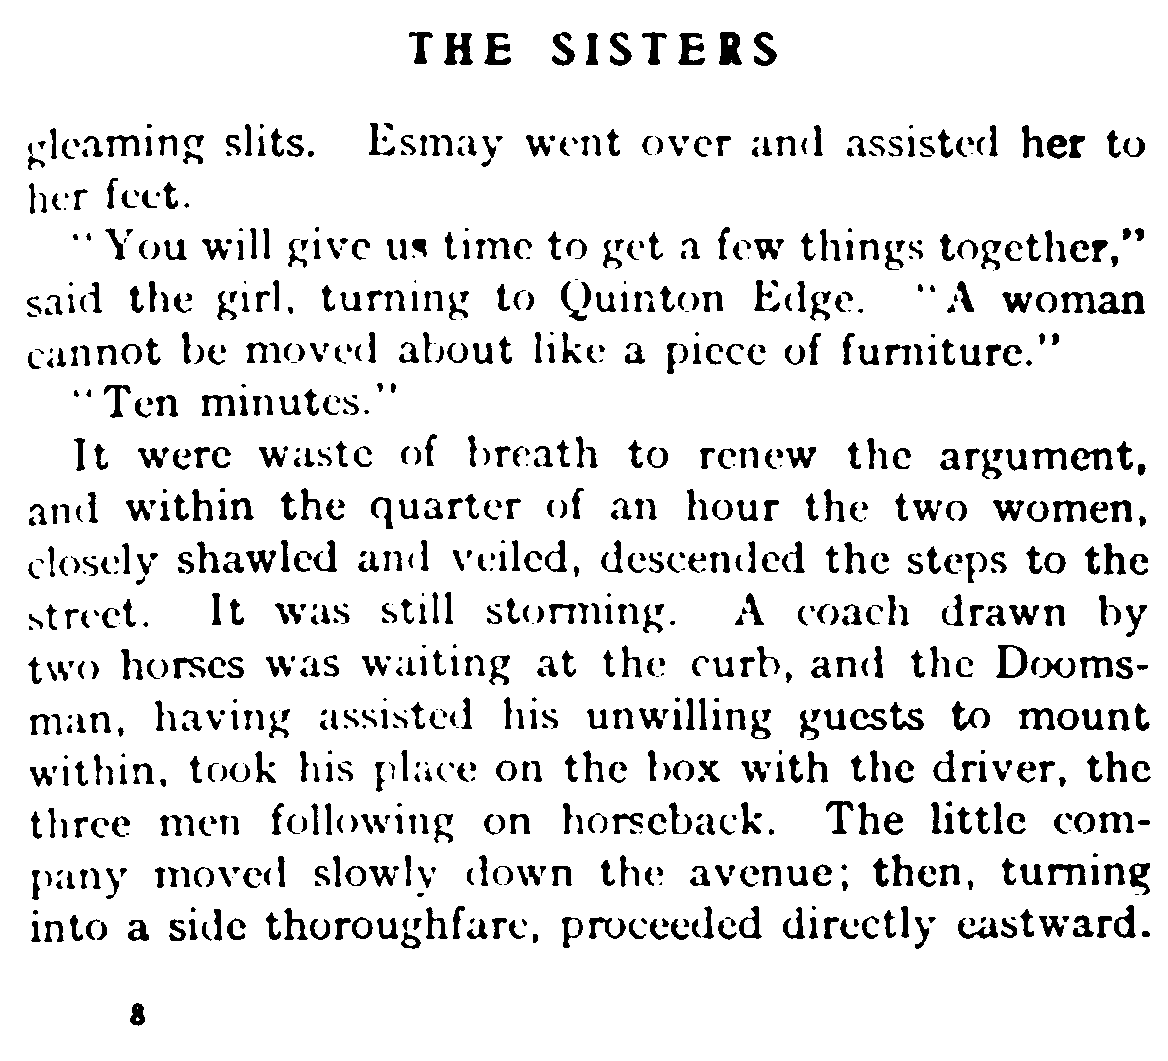 THE SISTERS
gleaming slits. Esmay went over and assisted her to
her feet.
"You will give us time to get a few things together,"
said the girl, turning to Quinton Edge. "A woman
cannot be moved about like a piece of furniture."
"Ten minutes."
It were waste of breath to renew the argument,
and within the quarter of an hour the two women,
closely shawled and veiled, descended the steps to the
street. It was still storming. A coach drawn by
two horses was waiting at the curb, and the Dooms-
man, having assisted his unwilling guests to mount
within, took his place on the box with the driver, the
three men following on horseback. The little com-
pany moved slowly down the avenue; then, turning
into a side thoroughfare, proceeded directly eastward.
8